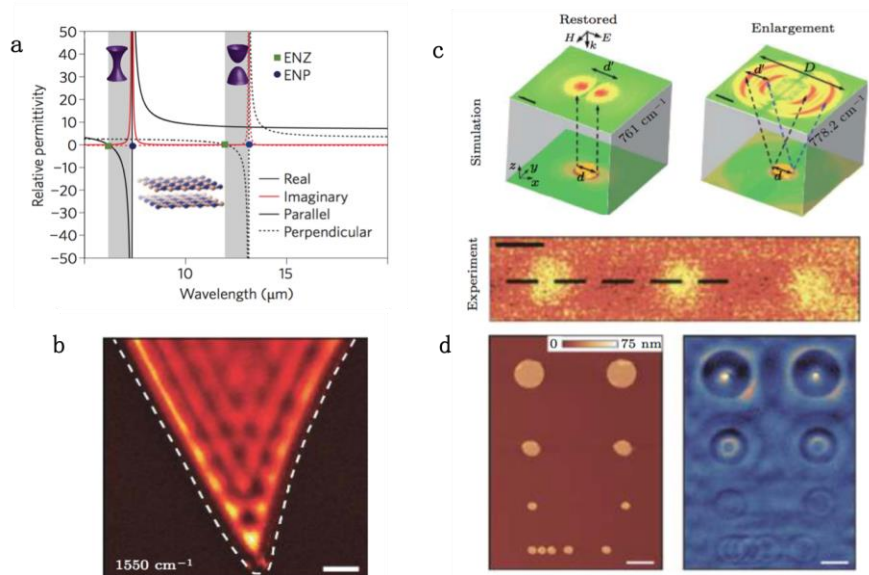 a
50
40
30
20
10
0
-10
-20
-30
-40
-50
Relative permittivity
ENZ
ENP
Real
Imaginary
Parallel
Perpendicular
10
15
Wavelength (μm)
b
1550 cm⁻¹
c
Restored
H
E
k
d'
761 cm⁻¹
z
y
x
d
Enlargement
D
d'
778.2 cm⁻¹
d
Simulation
Experiment
d
0
75 nm